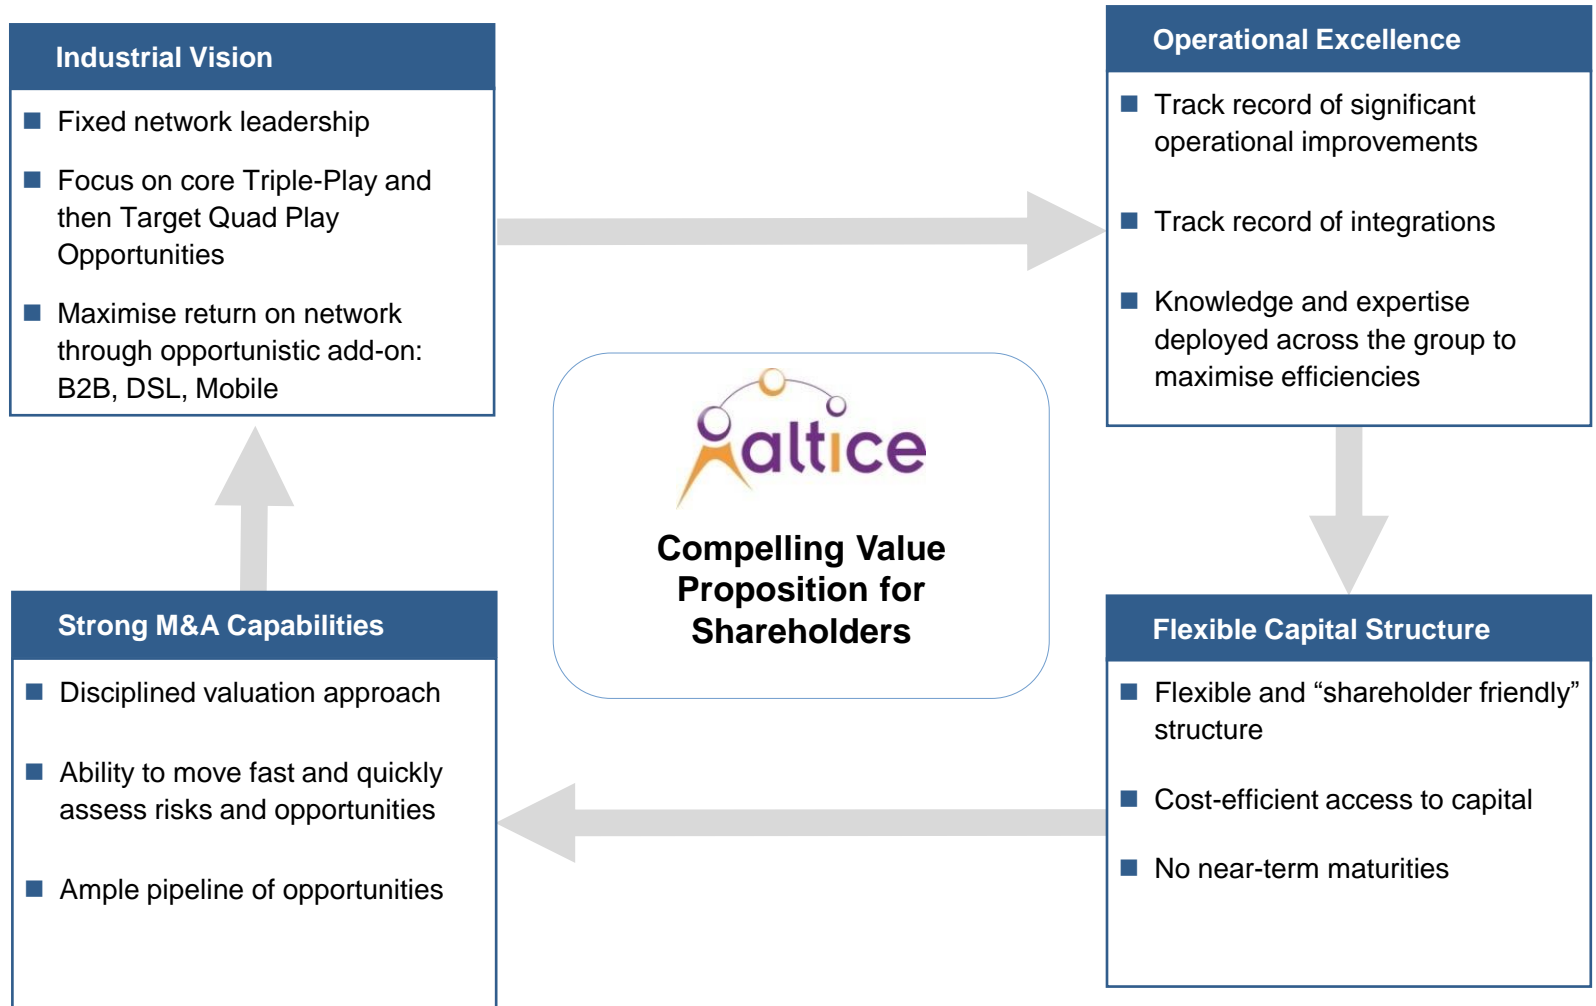 Industrial Vision
Fixed network leadership
Focus on core Triple-Play and
then Target Quad Play
Opportunities
Maximise return on network
through opportunistic add-on:
B2B, DSL, Mobile
Operational Excellence
Track record of significant
operational improvements
Track record of integrations
Knowledge and expertise
deployed across the group to
maximise efficiencies
altice
Compelling Value
Proposition for
Shareholders
Strong M&A Capabilities
Disciplined valuation approach
Ability to move fast and quickly
assess risks and opportunities
Ample pipeline of opportunities
Flexible Capital Structure
Flexible and “shareholder friendly”
structure
Cost-efficient access to capital
No near-term maturities